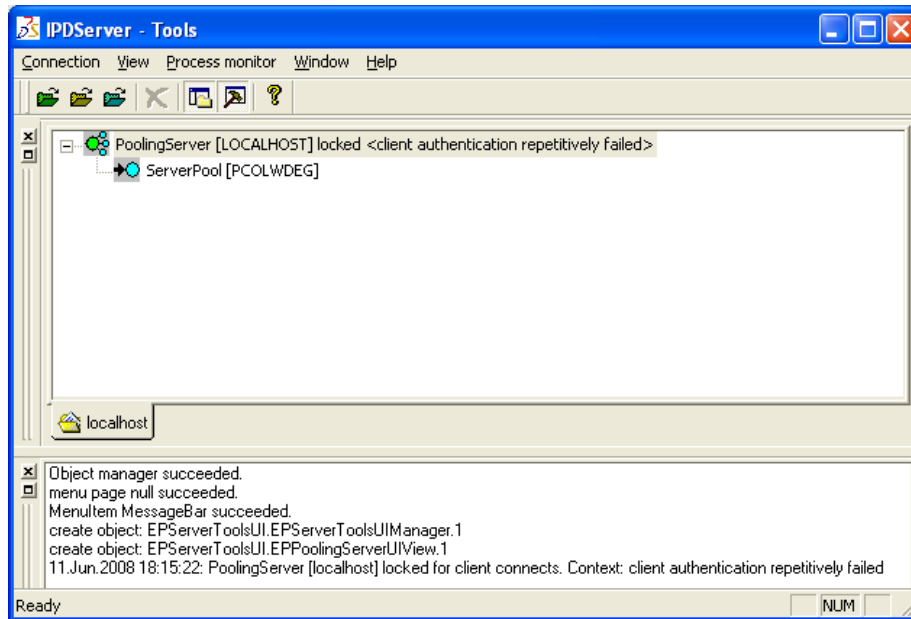 IPDServer - Tools
Connection View Process monitor Window Help
PoolingServer [LOCALHOST] locked <client authentication repetitively failed>
ServerPool [PCOLWDEG]
localhost
Object manager succeeded.
menu page null succeeded.
MenuItem MessageBar succeeded.
create object: EPServerToolsUI.EPServerToolsUIManager.1
create object: EPServerToolsUI.EPPoolingServerUIView.1
11.Jun.2008 18:15:22: PoolingServer [localhost] locked for client connects. Context: client authentication repetitively failed
Ready NUM